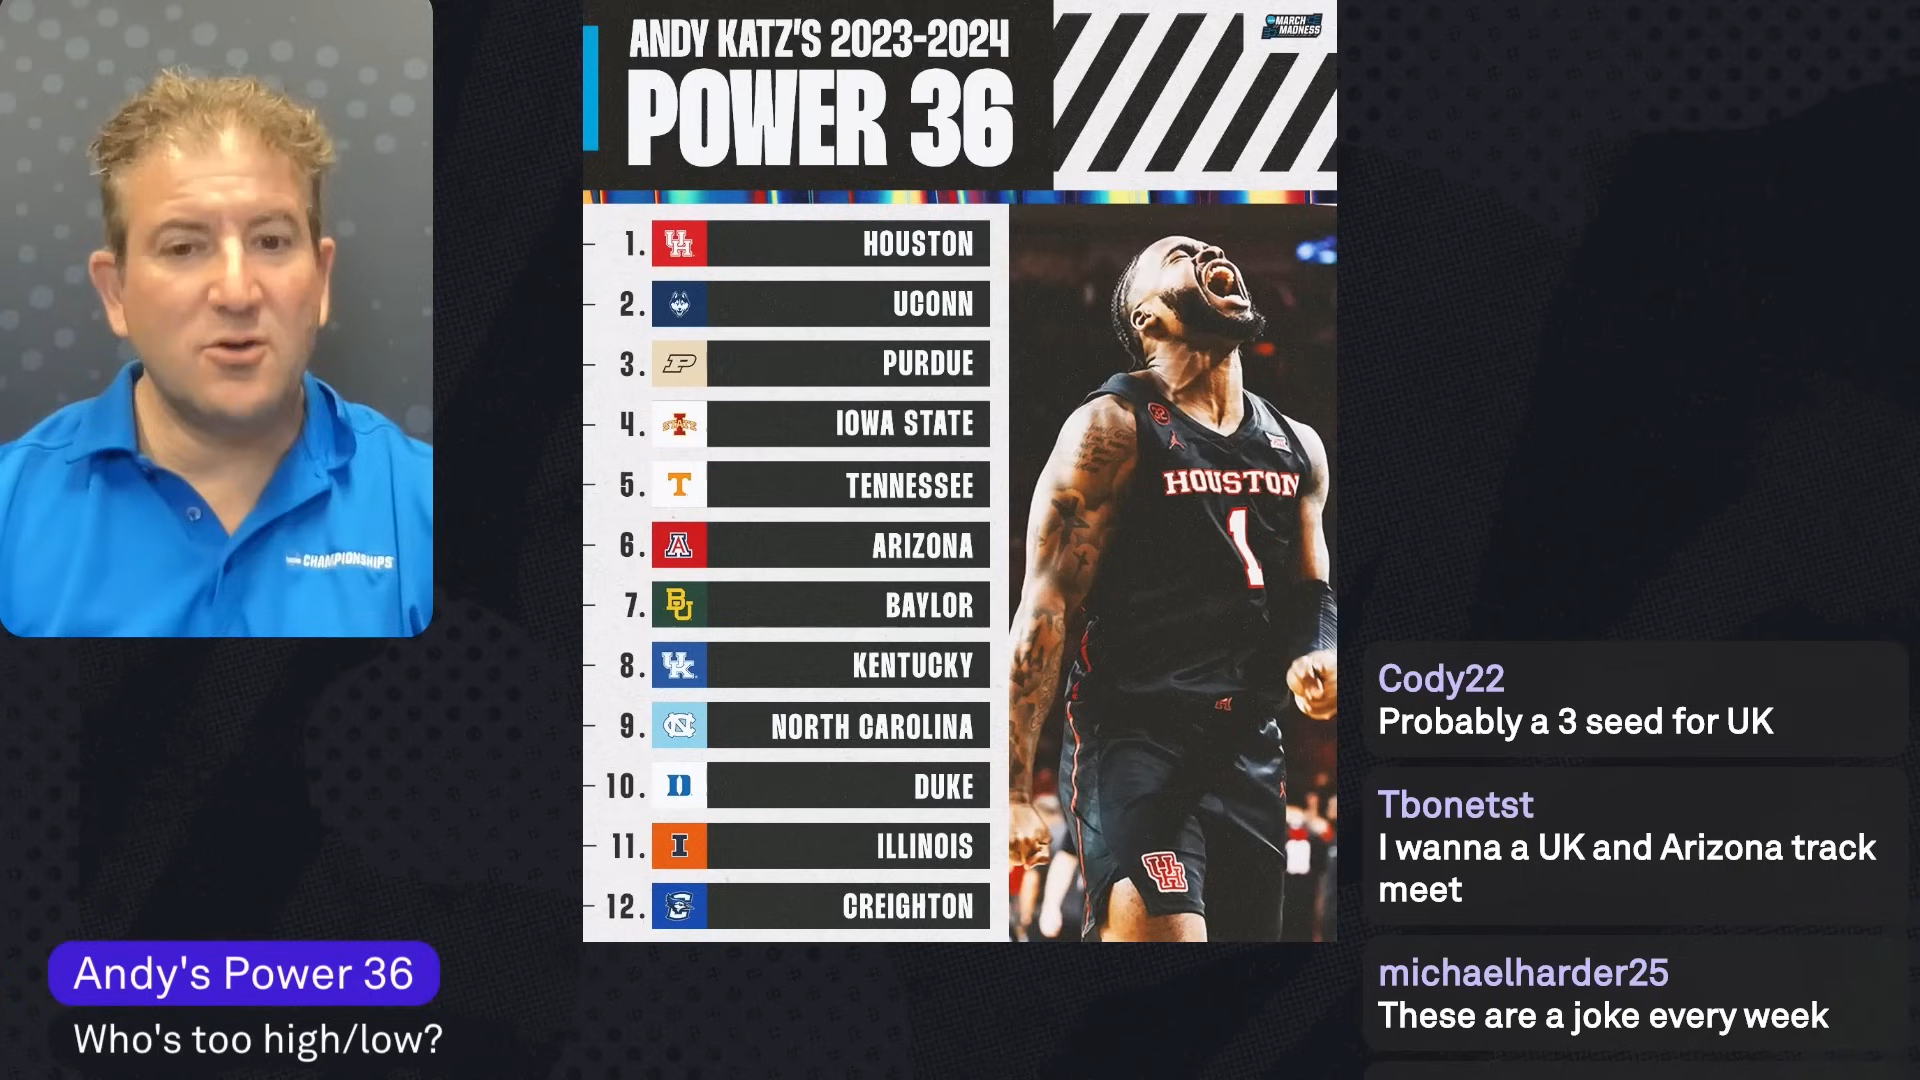 ANDY KATZ'S 2023-2024
POWER 36
MARCH
MADNESS
1. HOUSTON
2. UCONN
3. PURDUE
4. IOWA STATE
5. TENNESSEE
6. ARIZONA
7. BAYLOR
8. KENTUCKY
9. NORTH CAROLINA
10. DUKE
11. ILLINOIS
12. CREIGHTON
HOUSTON
1
CHAMPIONSHIPS
Andy's Power 36
Who's too high/low?
Cody22
Probably a 3 seed for UK
Tbonetst
I wanna a UK and Arizona track
meet
michaelharder25
These are a joke every week